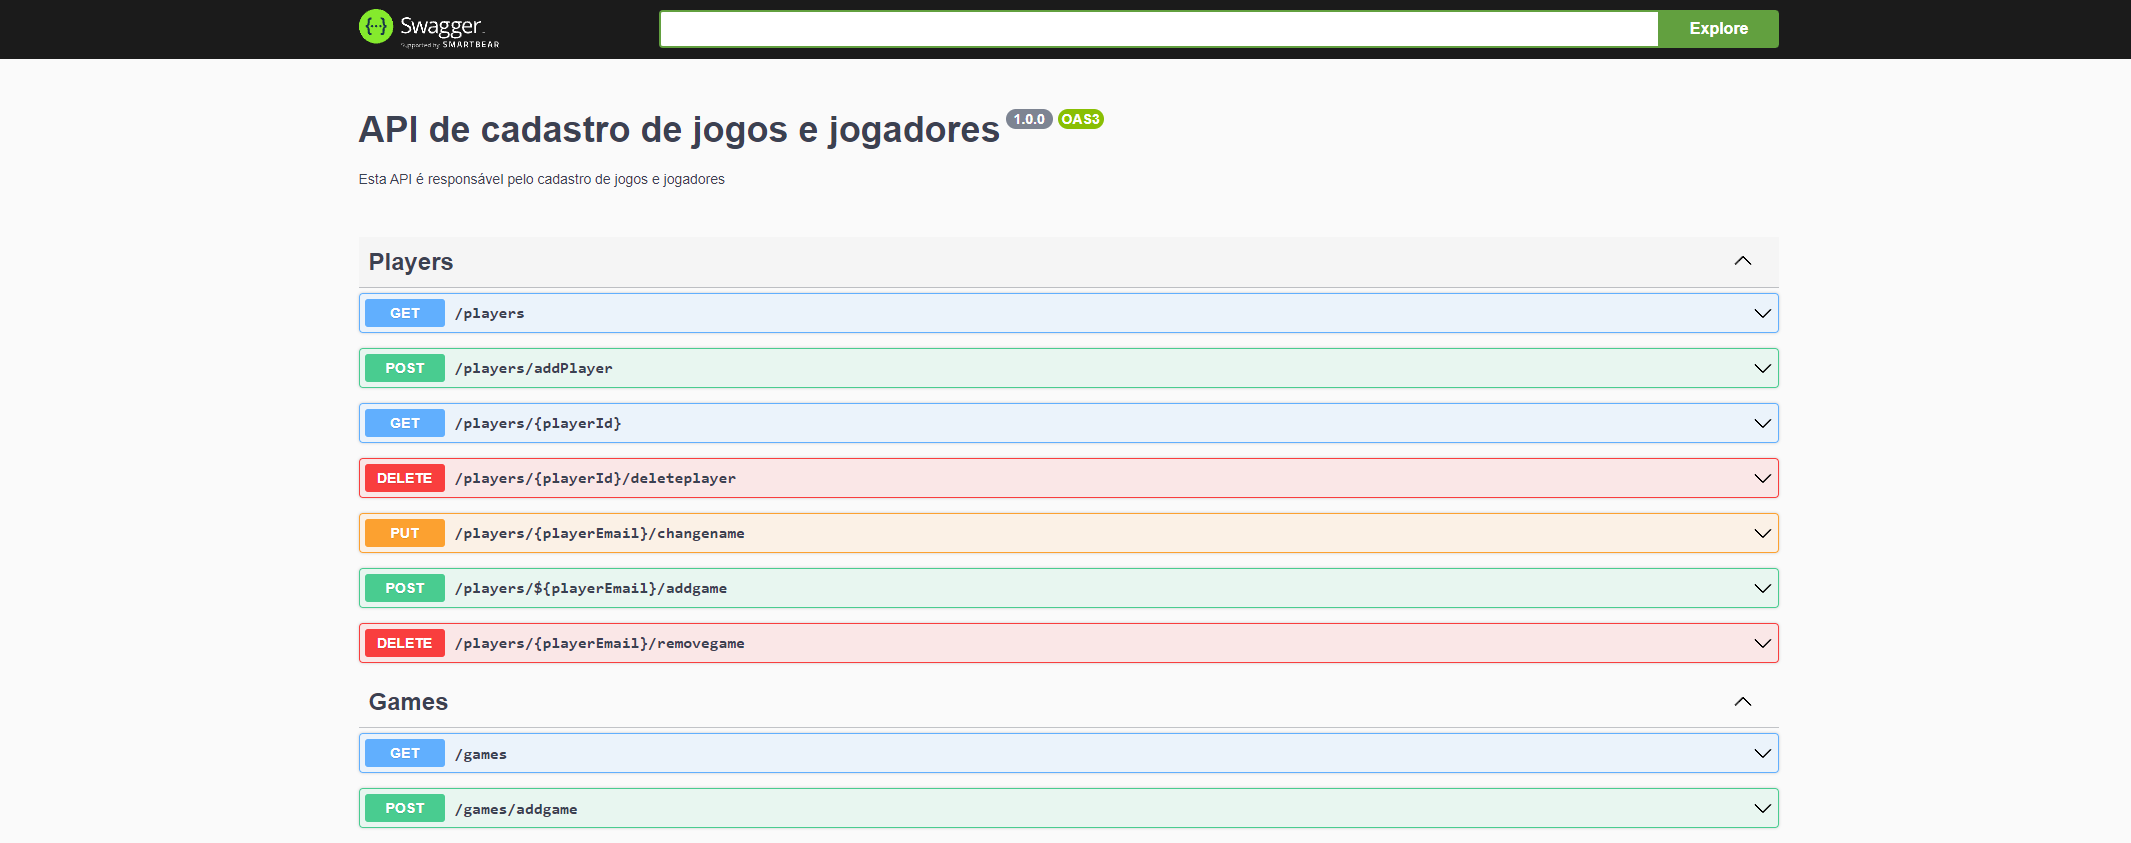 Swagger
Supported by SMARTBEAR
Explore
API de cadastro de jogos e jogadores 1.0.0 OAS3
Esta API é responsável pelo cadastro de jogos e jogadores
Players
GET /players
POST /players/addPlayer
GET /players/{playerId}
DELETE /players/{playerId}/deleteplayer
PUT /players/{playerEmail}/changename
POST /players/${playerEmail}/addgame
DELETE /players/{playerEmail}/removegame
Games
GET /games
POST /games/addgame